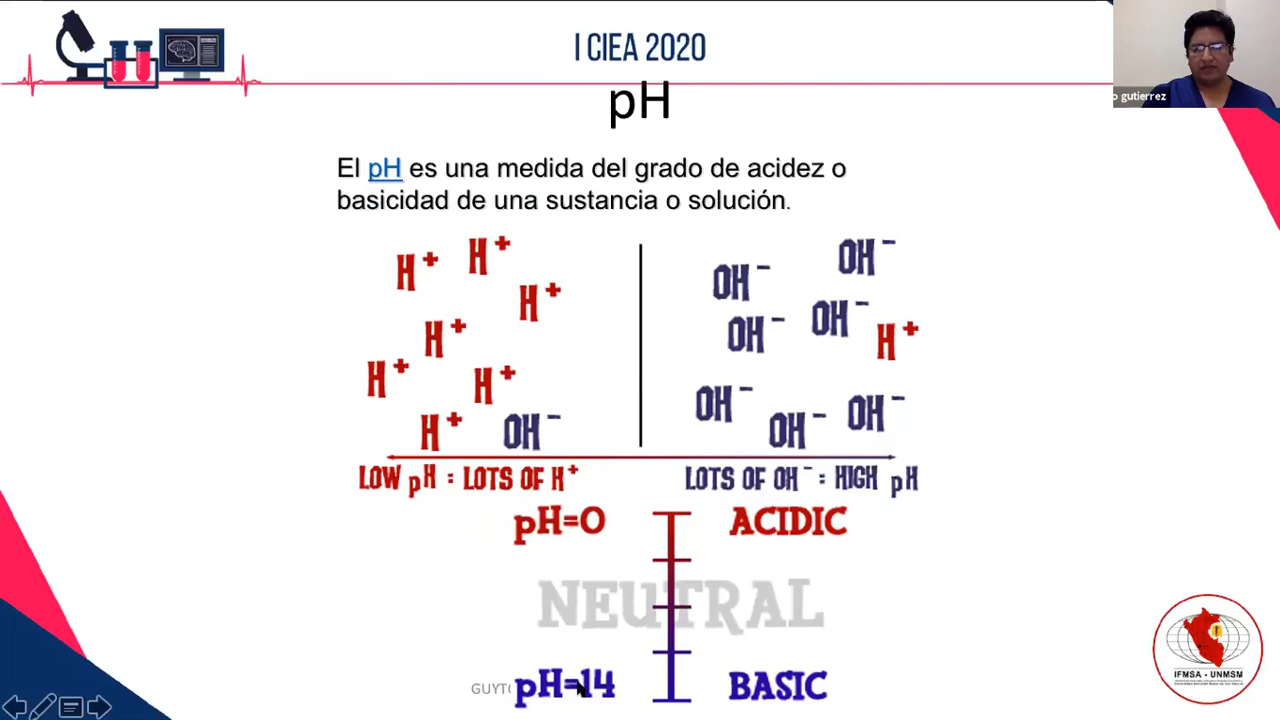 I CIEA 2020
gutierrez
pH
El pH es una medida del grado de acidez o
basicidad de una sustancia o solución.
H+ H+ OH-
H+ OH-
OH- OH-
H+ H+
H+ H+ OH- OH-
H+ OH- OH-
LOW pH : LOTS OF H+ LOTS OF OH- : HIGH pH
pH=0 ACIDIC
NEUTRAL
pH=14 BASIC
IFMSA - UNMSM